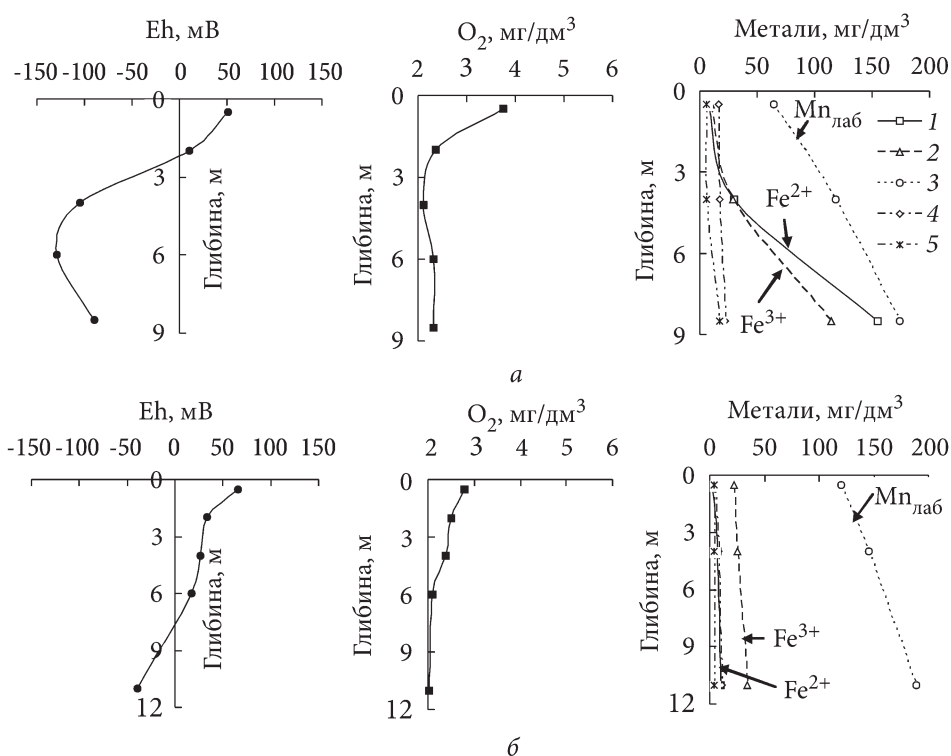 Eh, мВ
-150 -100 -50 0 50 100 150
0
3
6
9
Глибина, м
O2, мг/дм3
2 3 4 5 6
0
3
6
9
Глибина, м
Метали, мг/дм3
0 50 100 150 200
0
3
6
9
Глибина, м
Mnлаб
Fe2+
Fe3+
1
2
3
4
5
а
Eh, мВ
-150 -100 -50 0 50 100 150
0
3
6
9
12
Глибина, м
O2, мг/дм3
2 3 4 5 6
0
3
6
9
12
Глибина, м
Метали, мг/дм3
0 50 100 150 200
0
3
6
9
12
Глибина, м
Mnлаб
Fe3+
Fe2+
б